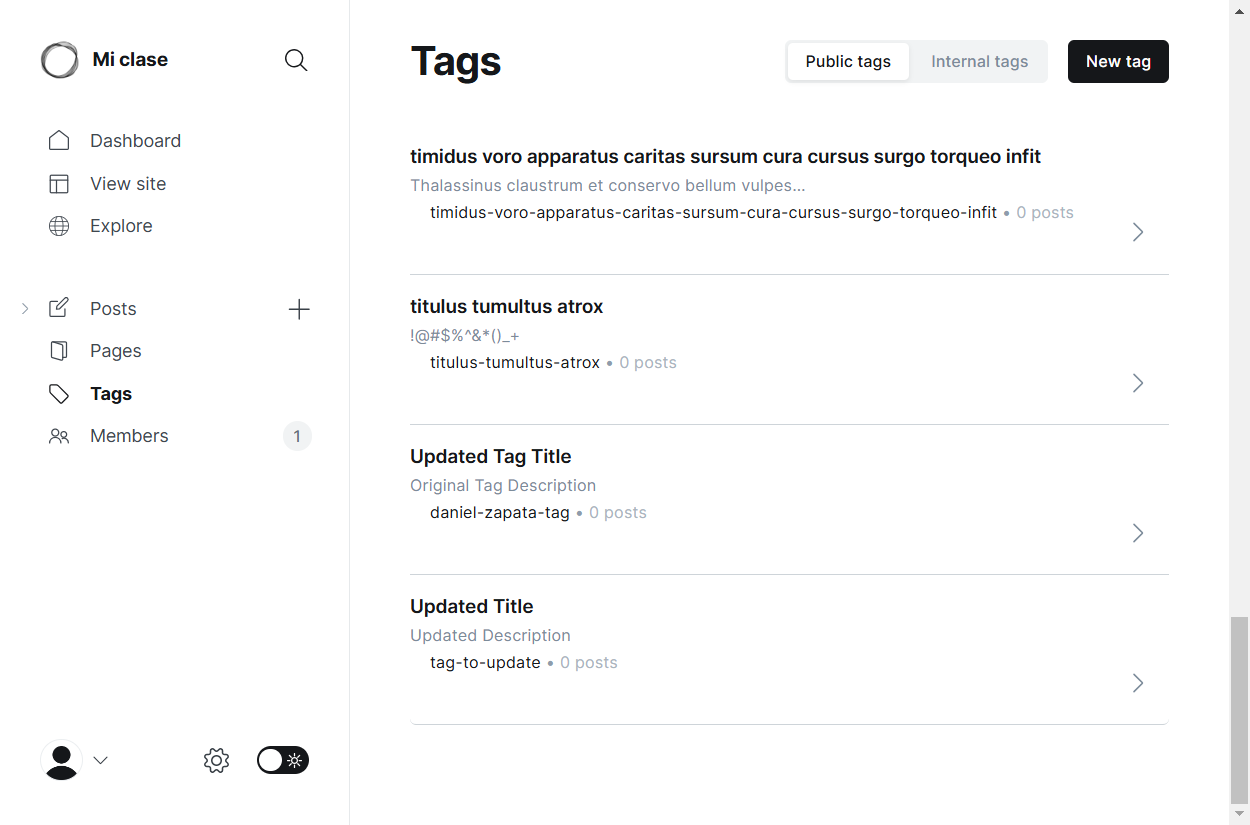 Mi clase
Dashboard
View site
Explore
Posts
Pages
Tags
Members
1
Tags
Public tags
Internal tags
New tag
timidus voro apparatus caritas sursum cura cursus surgo torqueo infit
Thalassinus claustrum et conservo bellum vulpes...
timidus-voro-apparatus-caritas-sursum-cura-cursus-surgo-torqueo-infit • 0 posts
titulus tumultus atrox
!@#$%^&*()_+
titulus-tumultus-atrox • 0 posts
Updated Tag Title
Original Tag Description
daniel-zapata-tag • 0 posts
Updated Title
Updated Description
tag-to-update • 0 posts